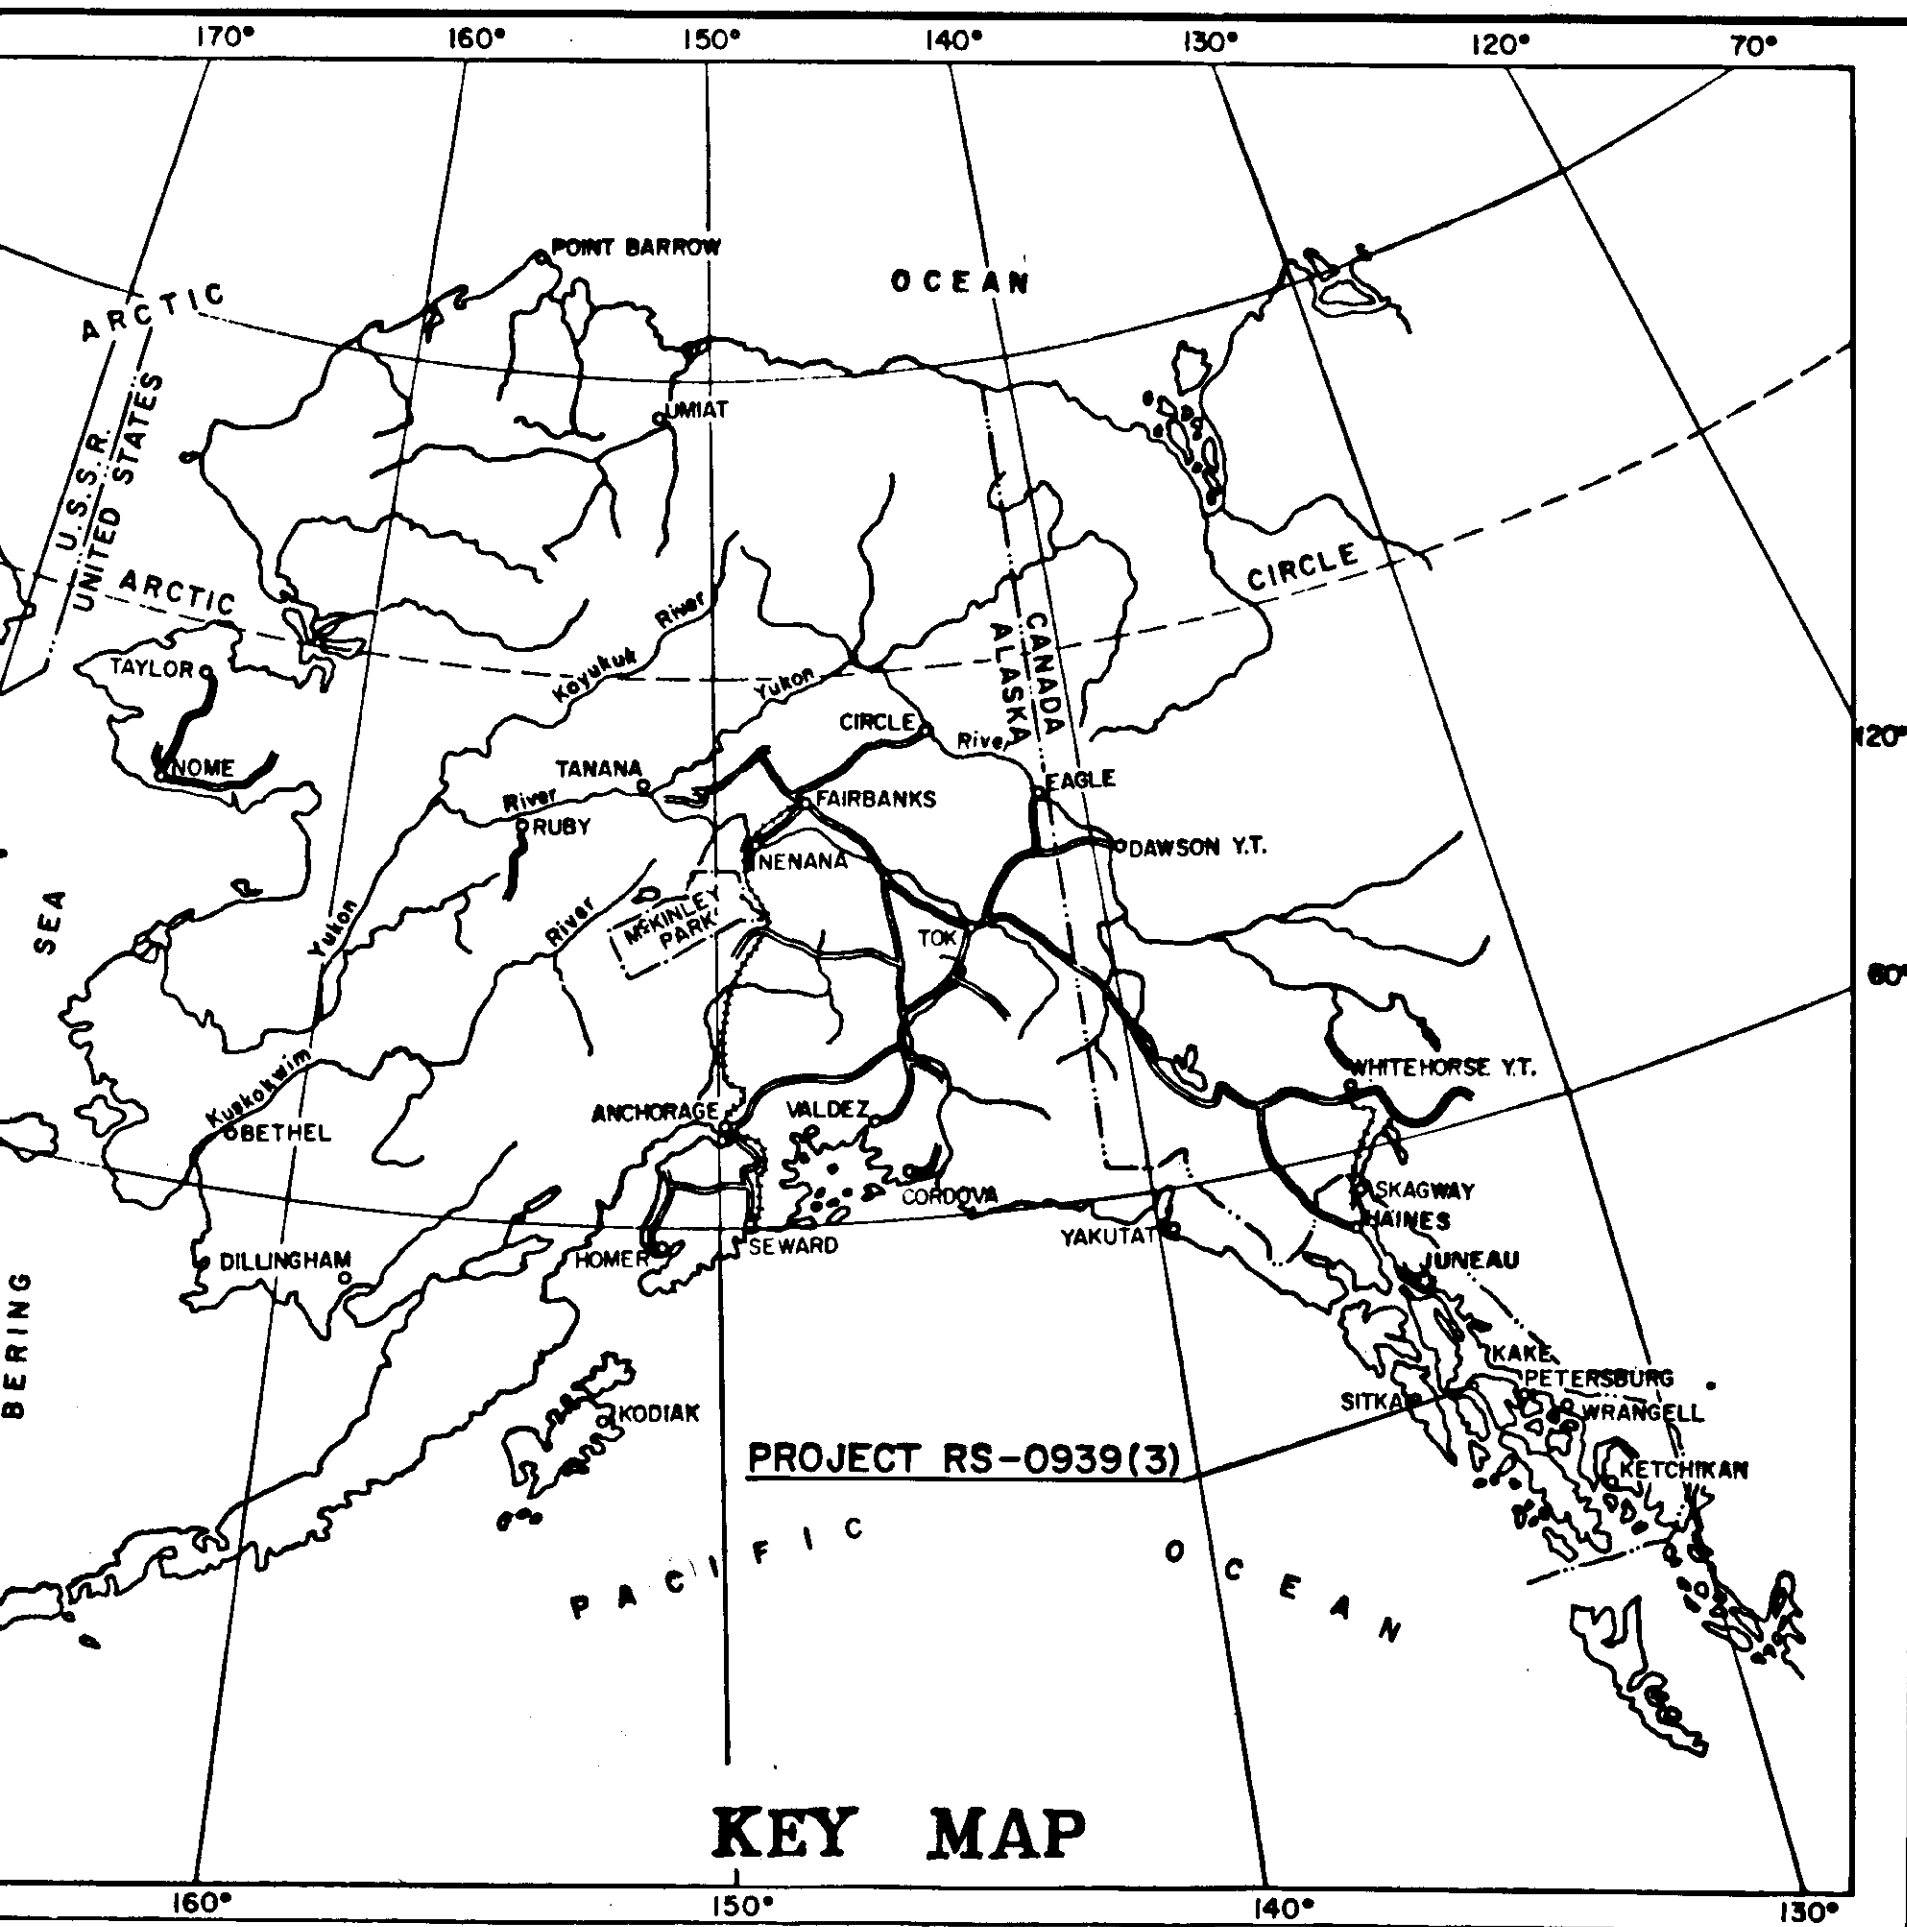 170° 160° 150° 140° 130° 120° 70°
POINT BARROW
OCEAN
ARCTIC
UMIAT
U.S.S.R.
UNITED STATES
ARCTIC
CIRCLE
River
Koyukuk
Yukon
CANADA
ALASKA
TAYLOR
CIRCLE
River
120°
NOME
TANANA
EAGLE
River
FAIRBANKS
RUBY
NENANA
DAWSON Y.T.
SEA
Yukon
River
McKINLEY
PARK
TOK
60°
Kuskokwim
WHITEHORSE Y.T.
ANCHORAGE
VALDEZ
BETHEL
CORDOVA
SKAGWAY
HAINES
YAKUTAT
SEWARD
HOMER
DILLINGHAM
JUNEAU
BERING
KAKE
PETERSBURG
SITKA
WRANGELL
KODIAK
PROJECT RS-0939(3)
KETCHIKAN
PACIFIC
OCEAN
KEY MAP
160° 150° 140° 130°